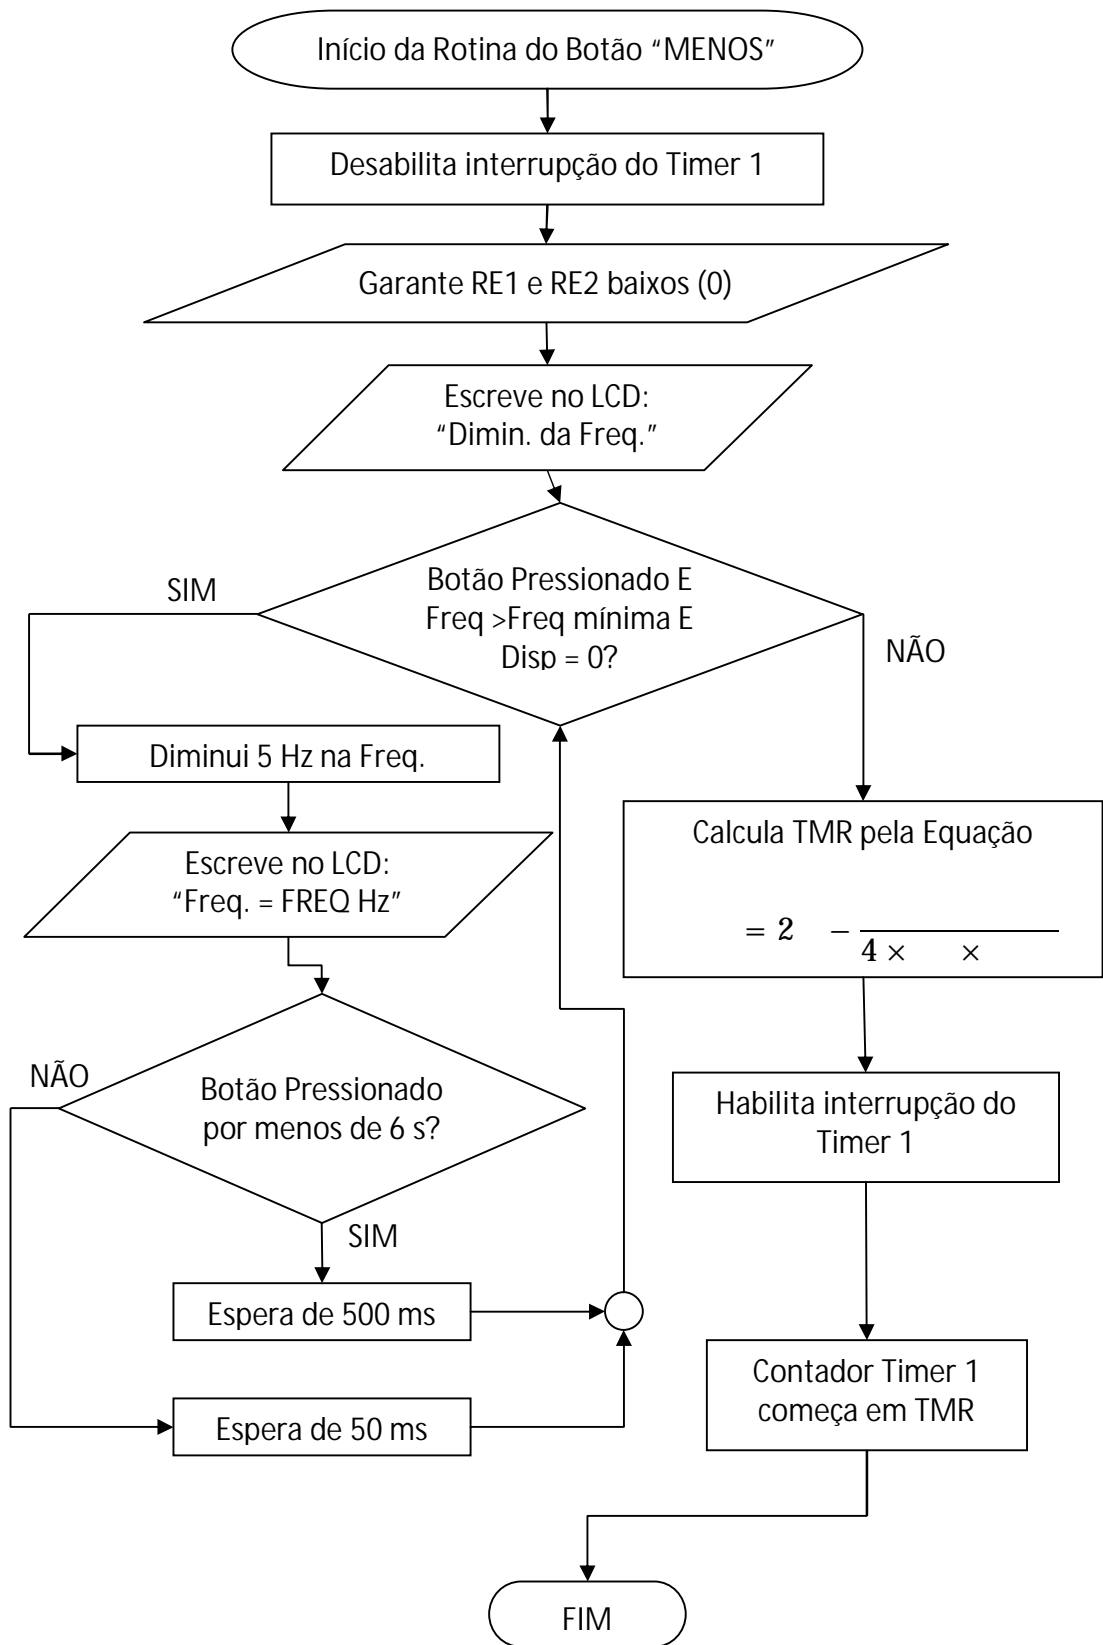 Início da Rotina do Botão “MENOS”
Desabilita interrupção do Timer 1
Garante RE1 e RE2 baixos (0)
Escreve no LCD:
“Dimin. da Freq.”
Botão Pressionado E
Freq >Freq mínima E
Disp = 0?
SIM
NÃO
Diminui 5 Hz na Freq.
Escreve no LCD:
“Freq. = FREQ Hz”
Botão Pressionado
por menos de 6 s?
NÃO
SIM
Espera de 500 ms
Espera de 50 ms
Calcula TMR pela Equação
= 2 −
4 × ×
Habilita interrupção do
Timer 1
Contador Timer 1
começa em TMR
FIM